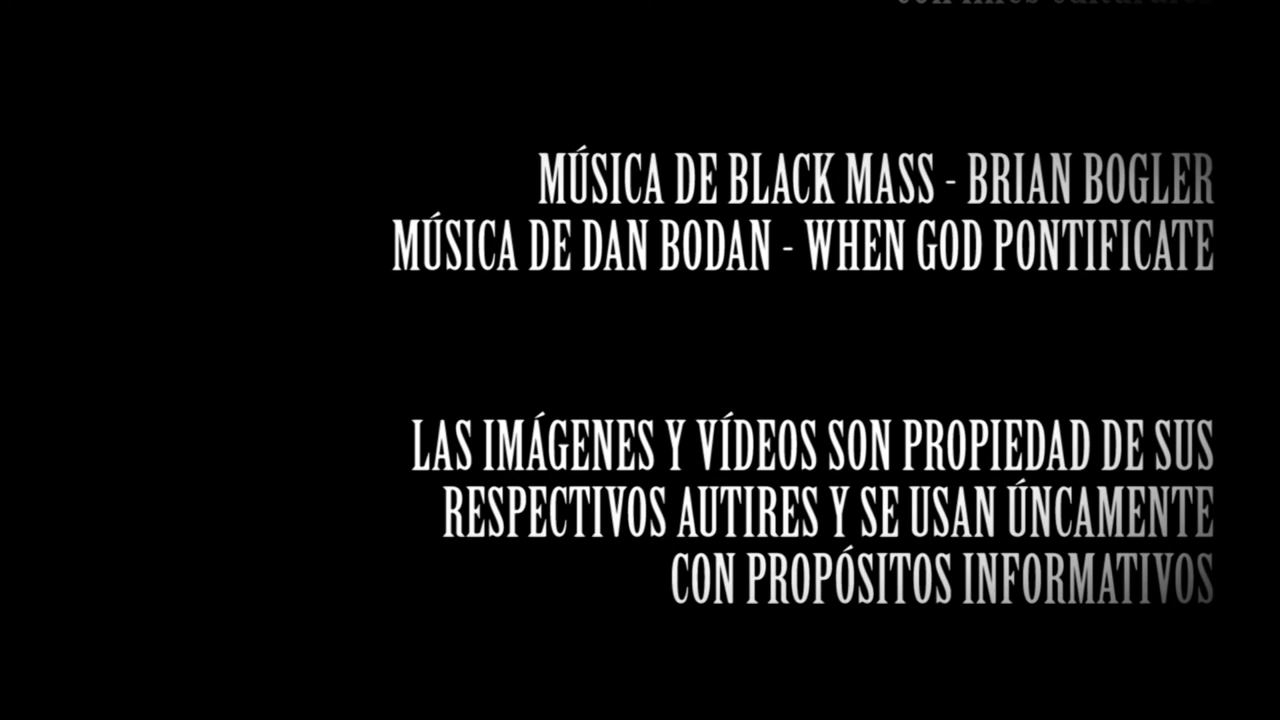 MÚSICA DE BLACK MASS - BRIAN BOGLER
MÚSICA DE DAN BODAN - WHEN GOD PONTIFICATE
LAS IMÁGENES Y VÍDEOS SON PROPIEDAD DE SUS
RESPECTIVOS AUTIRES Y SE USAN ÚNCAMENTE
CON PROPÓSITOS INFORMATIVOS